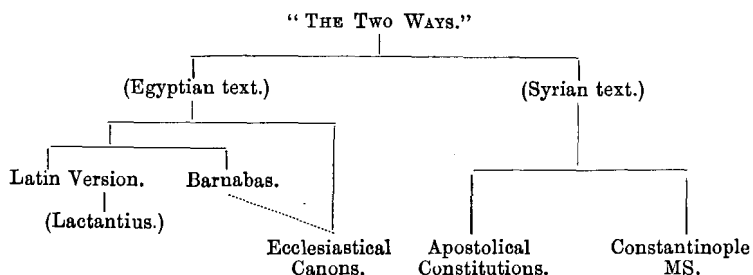 “ THE TWO WAYS.”
(Egyptian text.) (Syrian text.)
Latin Version. Barnabas.
(Lactantius.)
Ecclesiastical Apostolical Constantinople
Canons. Constitutions. MS.